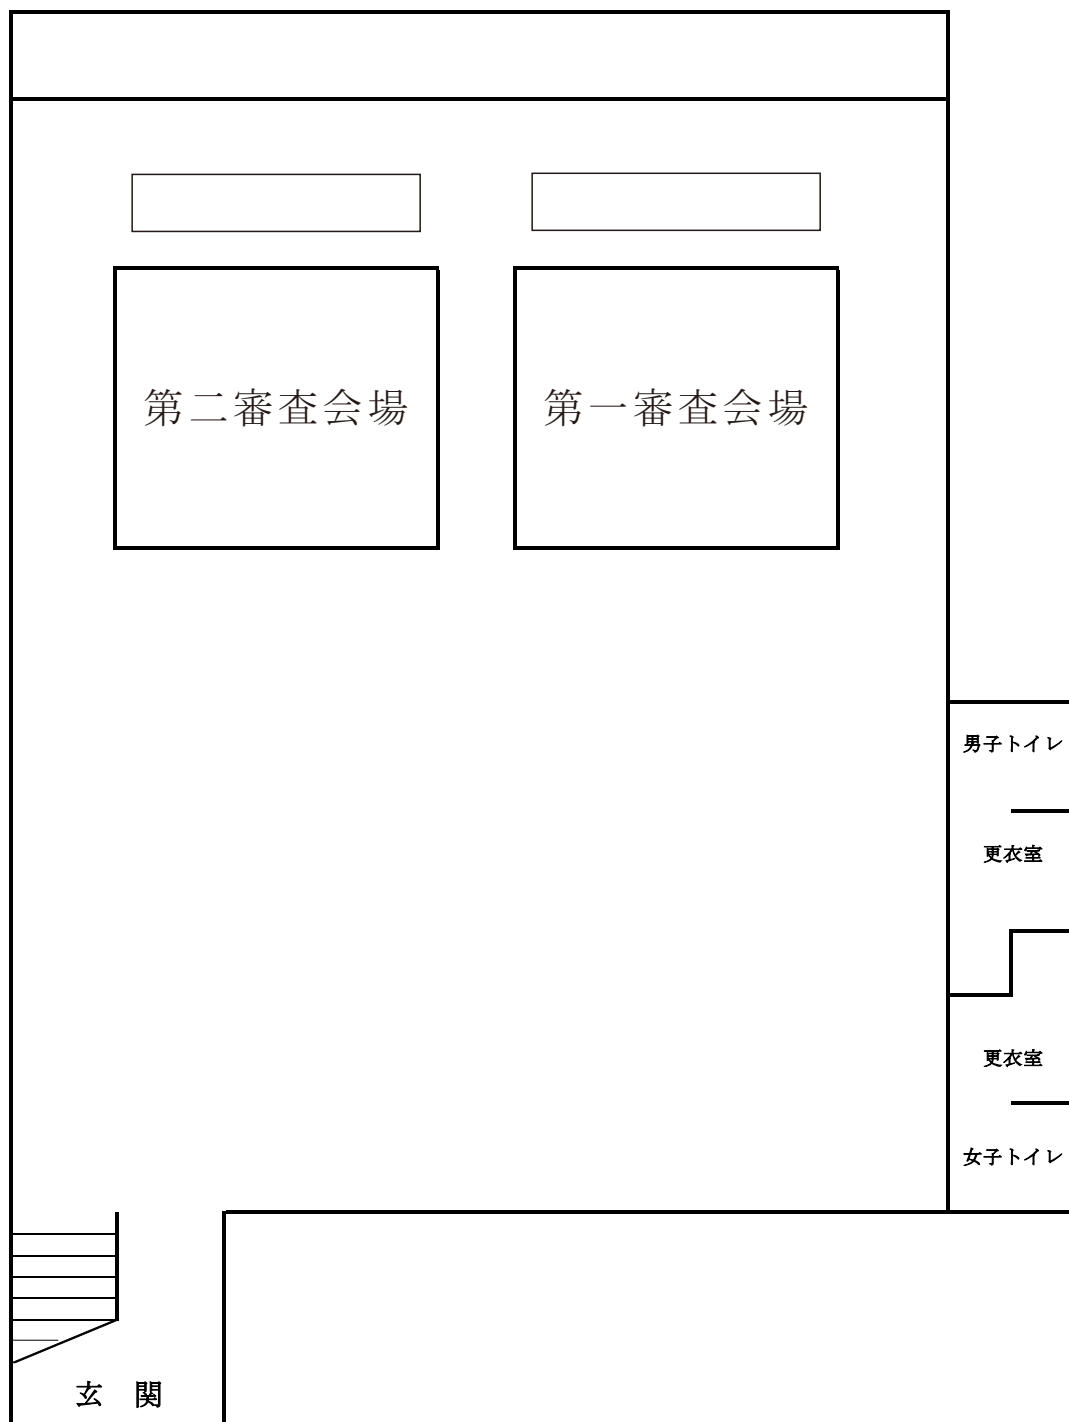 第二審査会場
第一審査会場
男子トイレ
更衣室
更衣室
女子トイレ
玄 関